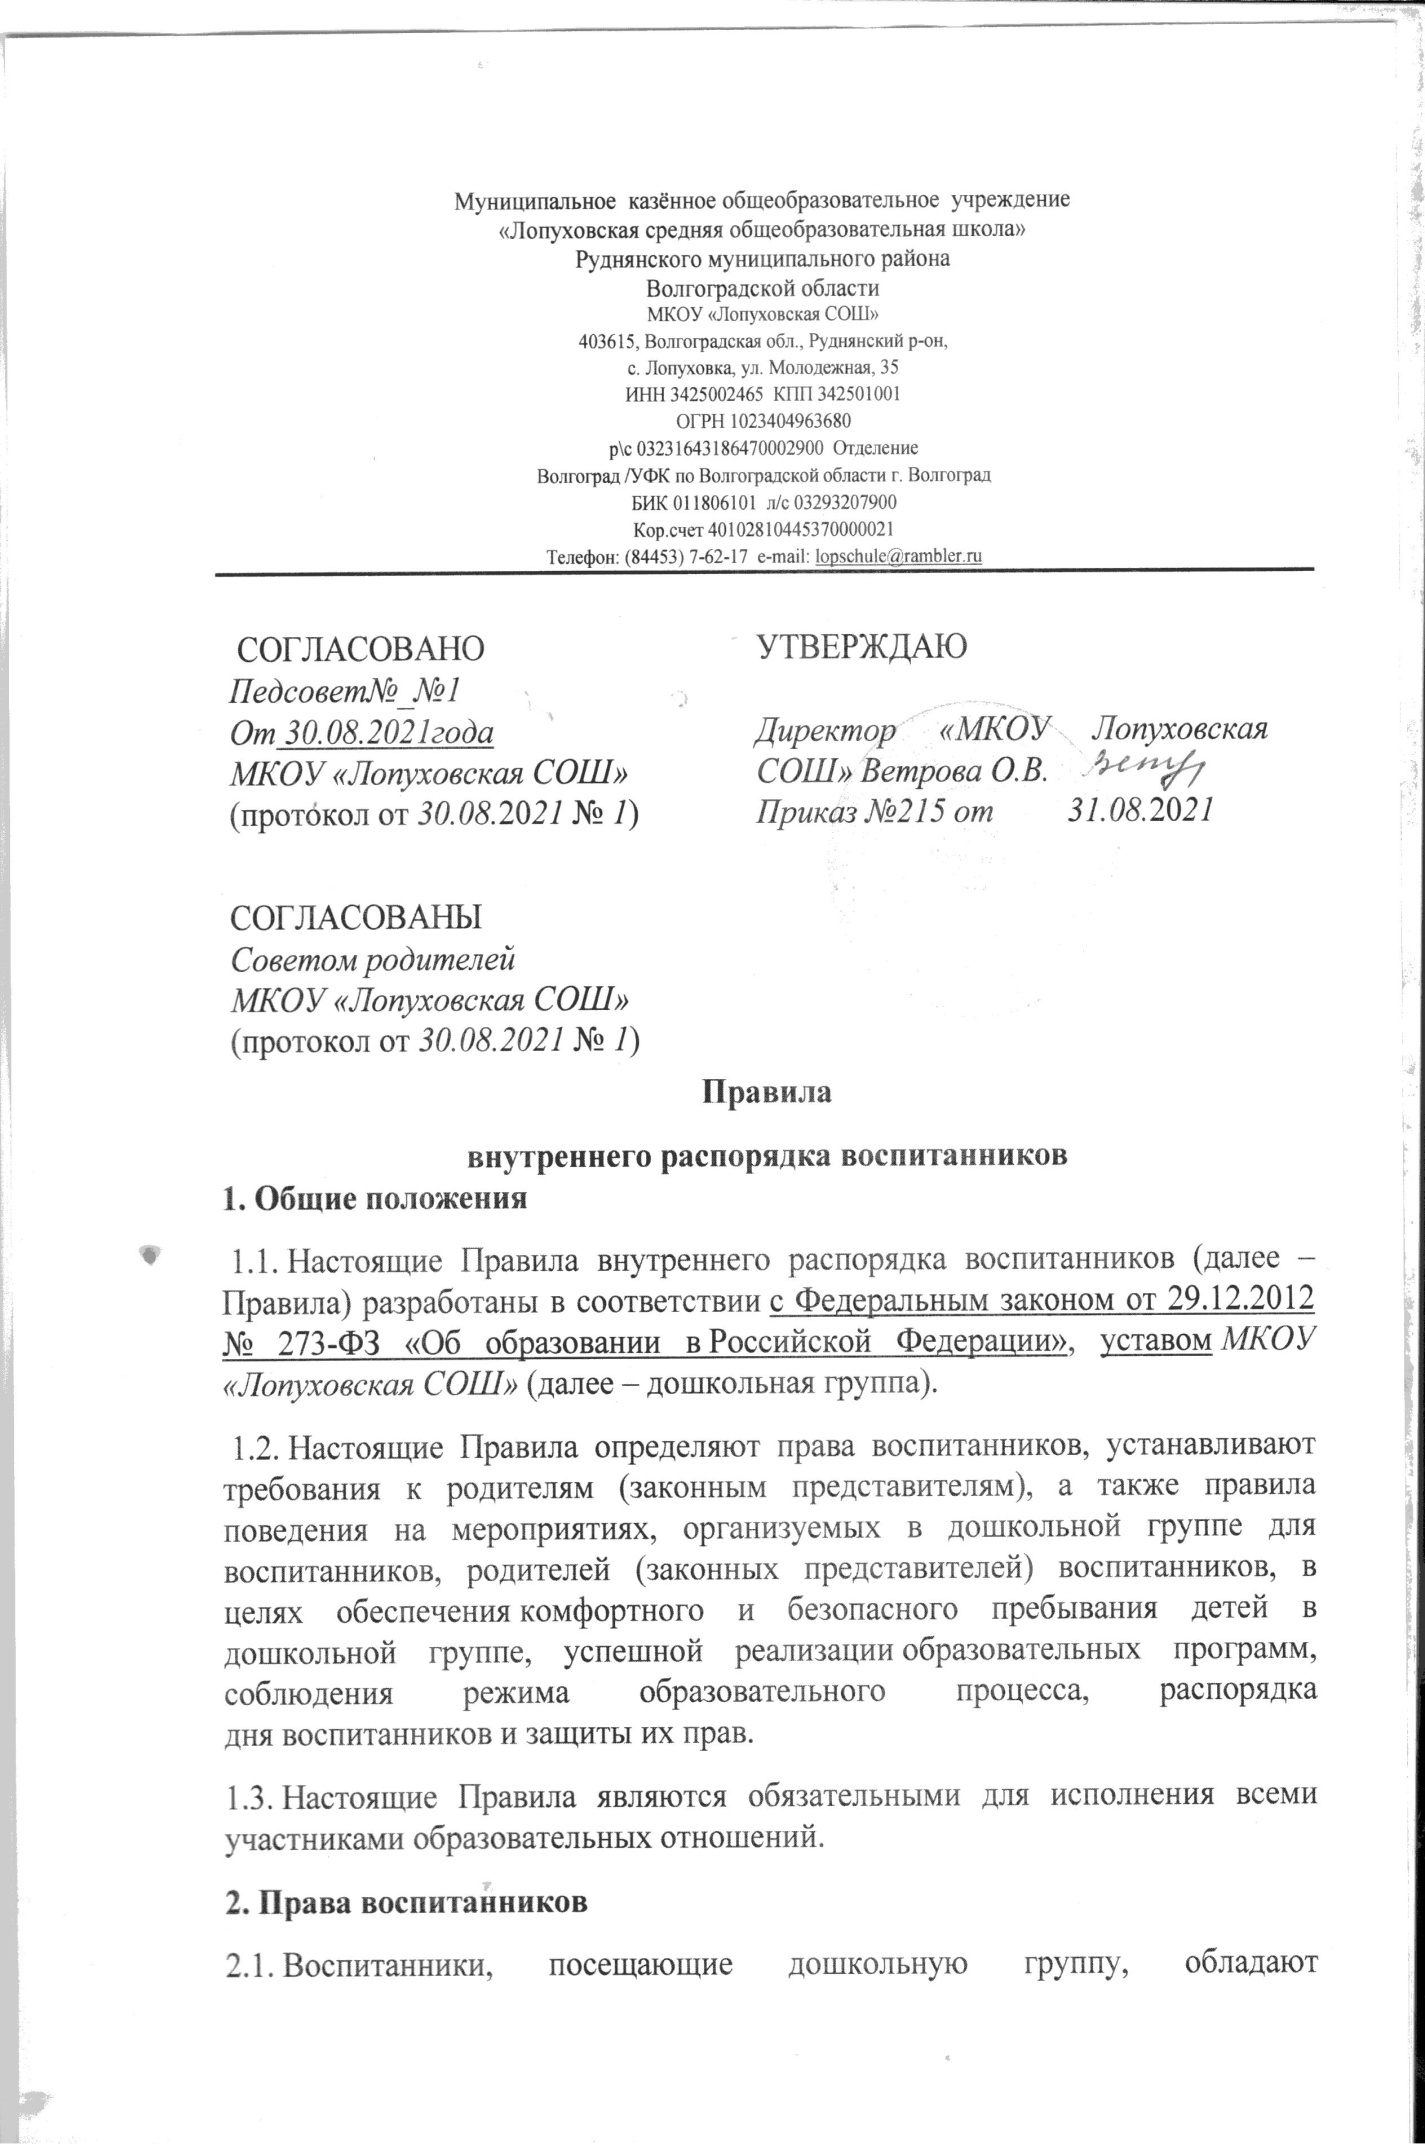 Муниципальное казённое общеобразовательное учреждение
«Лопуховская средняя общеобразовательная школа»
Руднянского муниципального района
Волгоградской области
МКОУ «Лопуховская СОШ»
403615, Волгоградская обл., Руднянский р-он,
с. Лопуховка, ул. Молодежная, 35
ИНН 3425002465 КПП 342501001
ОГРН 1023404963680
р\с 03231643186470002900 Отделение
Волгоград /УФК по Волгоградской области г. Волгоград
БИК 011806101 л/с 03293207900
Кор.счет 40102810445370000021
Телефон: (84453) 7-62-17 e-mail: lopschule@rambler.ru
СОГЛАСОВАНО
Педсовет№_№1
От 30.08.2021года
МКОУ «Лопуховская СОШ»
(протокол от 30.08.2021 № 1)
УТВЕРЖДАЮ
Директор «МКОУ Лопуховская
СОШ» Ветрова О.В.
Приказ №215 от 31.08.2021
СОГЛАСОВАНЫ
Советом родителей
МКОУ «Лопуховская СОШ»
(протокол от 30.08.2021 № 1)
Правила
внутреннего распорядка воспитанников
1. Общие положения
1.1. Настоящие Правила внутреннего распорядка воспитанников (далее –
Правила) разработаны в соответствии с Федеральным законом от 29.12.2012
№ 273-ФЗ «Об образовании в Российской Федерации», уставом МКОУ
«Лопуховская СОШ» (далее – дошкольная группа).
1.2. Настоящие Правила определяют права воспитанников, устанавливают
требования к родителям (законным представителям), а также правила
поведения на мероприятиях, организуемых в дошкольной группе для
воспитанников, родителей (законных представителей) воспитанников, в
целях обеспечения комфортного и безопасного пребывания детей в
дошкольной группе, успешной реализации образовательных программ,
соблюдения режима образовательного процесса, распорядка
дня воспитанников и защиты их прав.
1.3. Настоящие Правила являются обязательными для исполнения всеми
участниками образовательных отношений.
2. Права воспитанников
2.1. Воспитанники, посещающие дошкольную группу, обладают